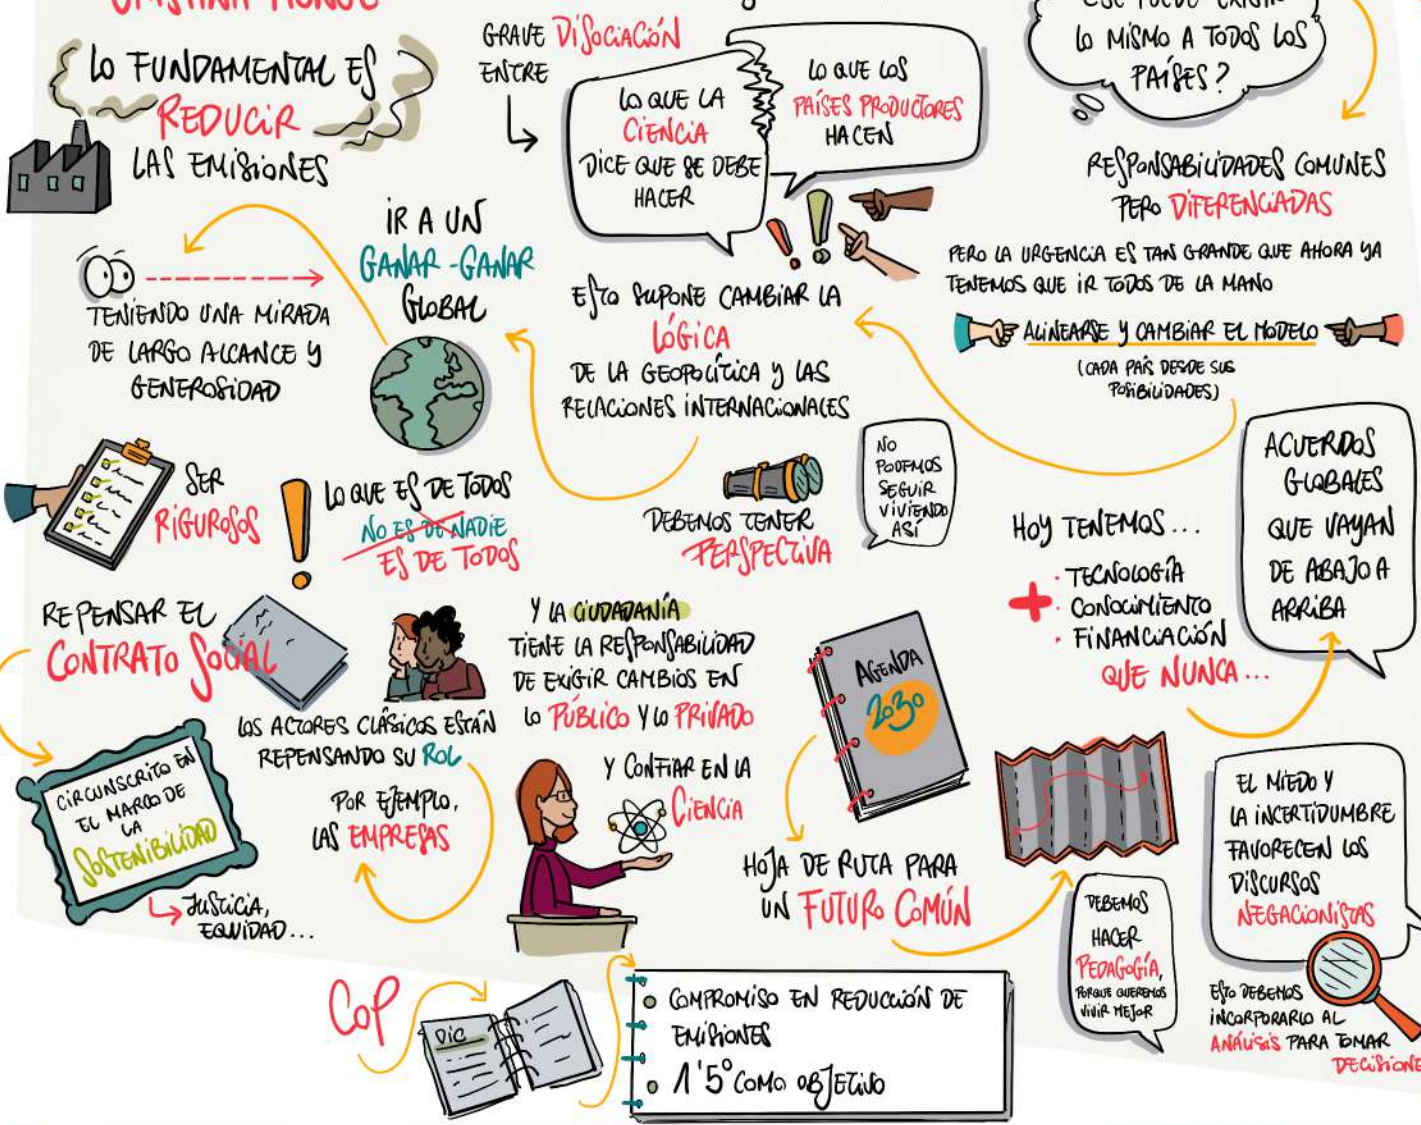 CRISTINA MONGE
LO FUNDAMENTAL ES
REDUCIR
LAS EMISIONES
GRAVE DISOCIACIÓN
ENTRE
LO QUE LA
CIENCIA
DICE QUE SE DEBE
HACER
LO QUE LOS
PAÍSES PRODUCTORES
HACEN
¿SE PUEDE EXIGIR
LO MISMO A TODOS LOS
PAÍSES?
RESPONSABILIDADES COMUNES
PERO DIFERENCIADAS
PERO LA URGENCIA ES TAN GRANDE QUE AHORA YA
TENEMOS QUE IR TODOS DE LA MANO
ALINEARSE Y CAMBIAR EL MODELO
(CADA PAÍS DESDE SUS
POSIBILIDADES)
ESTO SUPONE CAMBIAR LA
LÓGICA
DE LA GEOPOLÍTICA Y LAS
RELACIONES INTERNACIONALES
IR A UN
GANAR-GANAR
GLOBAL
TENIENDO UNA MIRADA
DE LARGO ALCANCE Y
GENEROSIDAD
SER
RIGUROSOS
LO QUE ES DE TODOS
NO ES DE NADIE
ES DE TODOS
DEBEMOS TENER
PERSPECTIVA
NO
PODEMOS
SEGUIR
VIVIENDO
ASÍ
HOY TENEMOS...
+ · TECNOLOGÍA
· CONOCIMIENTO
· FINANCIACIÓN
QUE NUNCA...
ACUERDOS
GLOBALES
QUE VAYAN
DE ABAJO A
ARRIBA
REPENSAR EL
CONTRATO SOCIAL
CIRCUNSCRITO EN
EL MARCO DE
LA
SOSTENIBILIDAD
JUSTICIA,
EQUIDAD...
LOS ACTORES CLÁSICOS ESTÁN
REPENSANDO SU ROL
POR EJEMPLO,
LAS EMPRESAS
Y LA CIUDADANÍA
TIENE LA RESPONSABILIDAD
DE EXIGIR CAMBIOS EN
LO PÚBLICO Y LO PRIVADO
Y CONFIAR EN LA
CIENCIA
AGENDA
2030
HOJA DE RUTA PARA
UN FUTURO COMÚN
DEBEMOS
HACER
PEDAGOGÍA,
PORQUE QUEREMOS
VIVIR MEJOR
EL MIEDO Y
LA INCERTIDUMBRE
FAVORECEN LOS
DISCURSOS
NEGACIONISTAS
ESTO DEBEMOS
INCORPORARLO AL
ANÁLISIS PARA TOMAR
DECISIONE
COP
DIC
COMPROMISO EN REDUCCIÓN DE
EMISIONES
1'5° COMO OBJETIVO